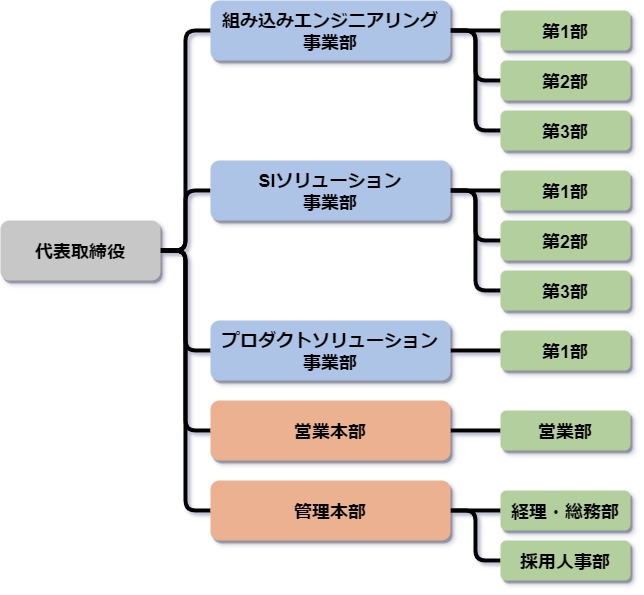 組み込みエンジニアリング
事業部
第1部
第2部
第3部
SIソリューション
事業部
第1部
第2部
第3部
代表取締役
プロダクトソリューション
事業部
第1部
営業本部
営業部
管理本部
経理・総務部
採用人事部